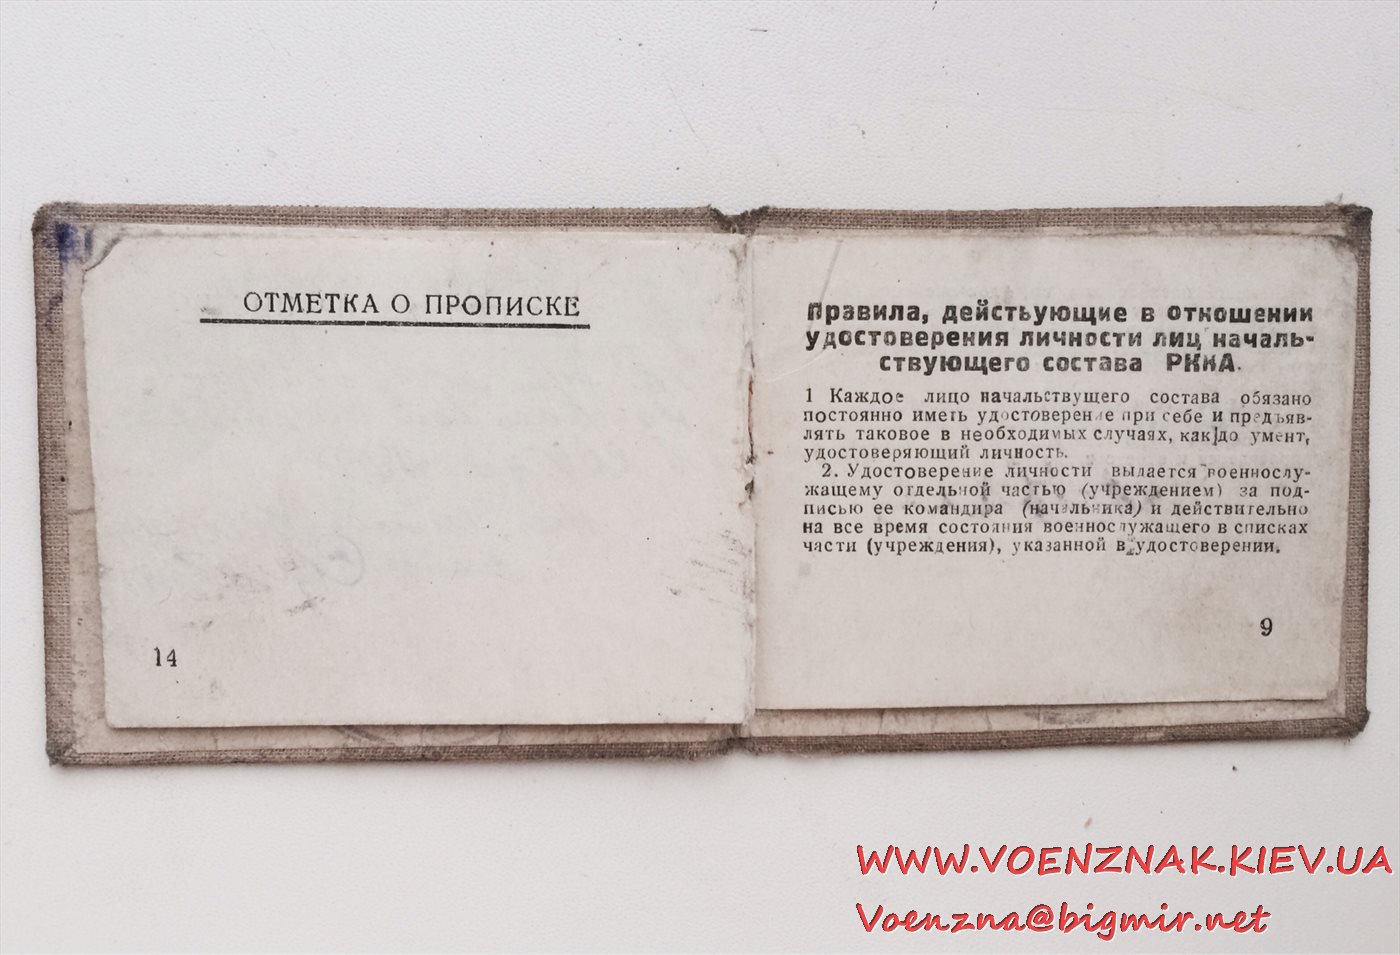 ОТМЕТКА О ПРОПИСКЕ
14
Правила, действующие в отношении
удостоверения личности лиц началь-
ствующего состава РККА.
1 Каждое лицо начальствущего состава обязано
постоянно иметь удостоверение при себе и предъяв-
лять таковое в необходимых случаях, как до умент,
удостоверяющий личность.
2. Удостоверение личности выдается военнослу-
жащему отдельной частью (учреждением) за под-
писью ее командира (начальника) и действительно
на все время состояния военнослужащего в списках
части (учреждения), указанной в удостоверении.
9
WWW.VOENZNAK.KIEV.UA
Voenzna@bigmir.net